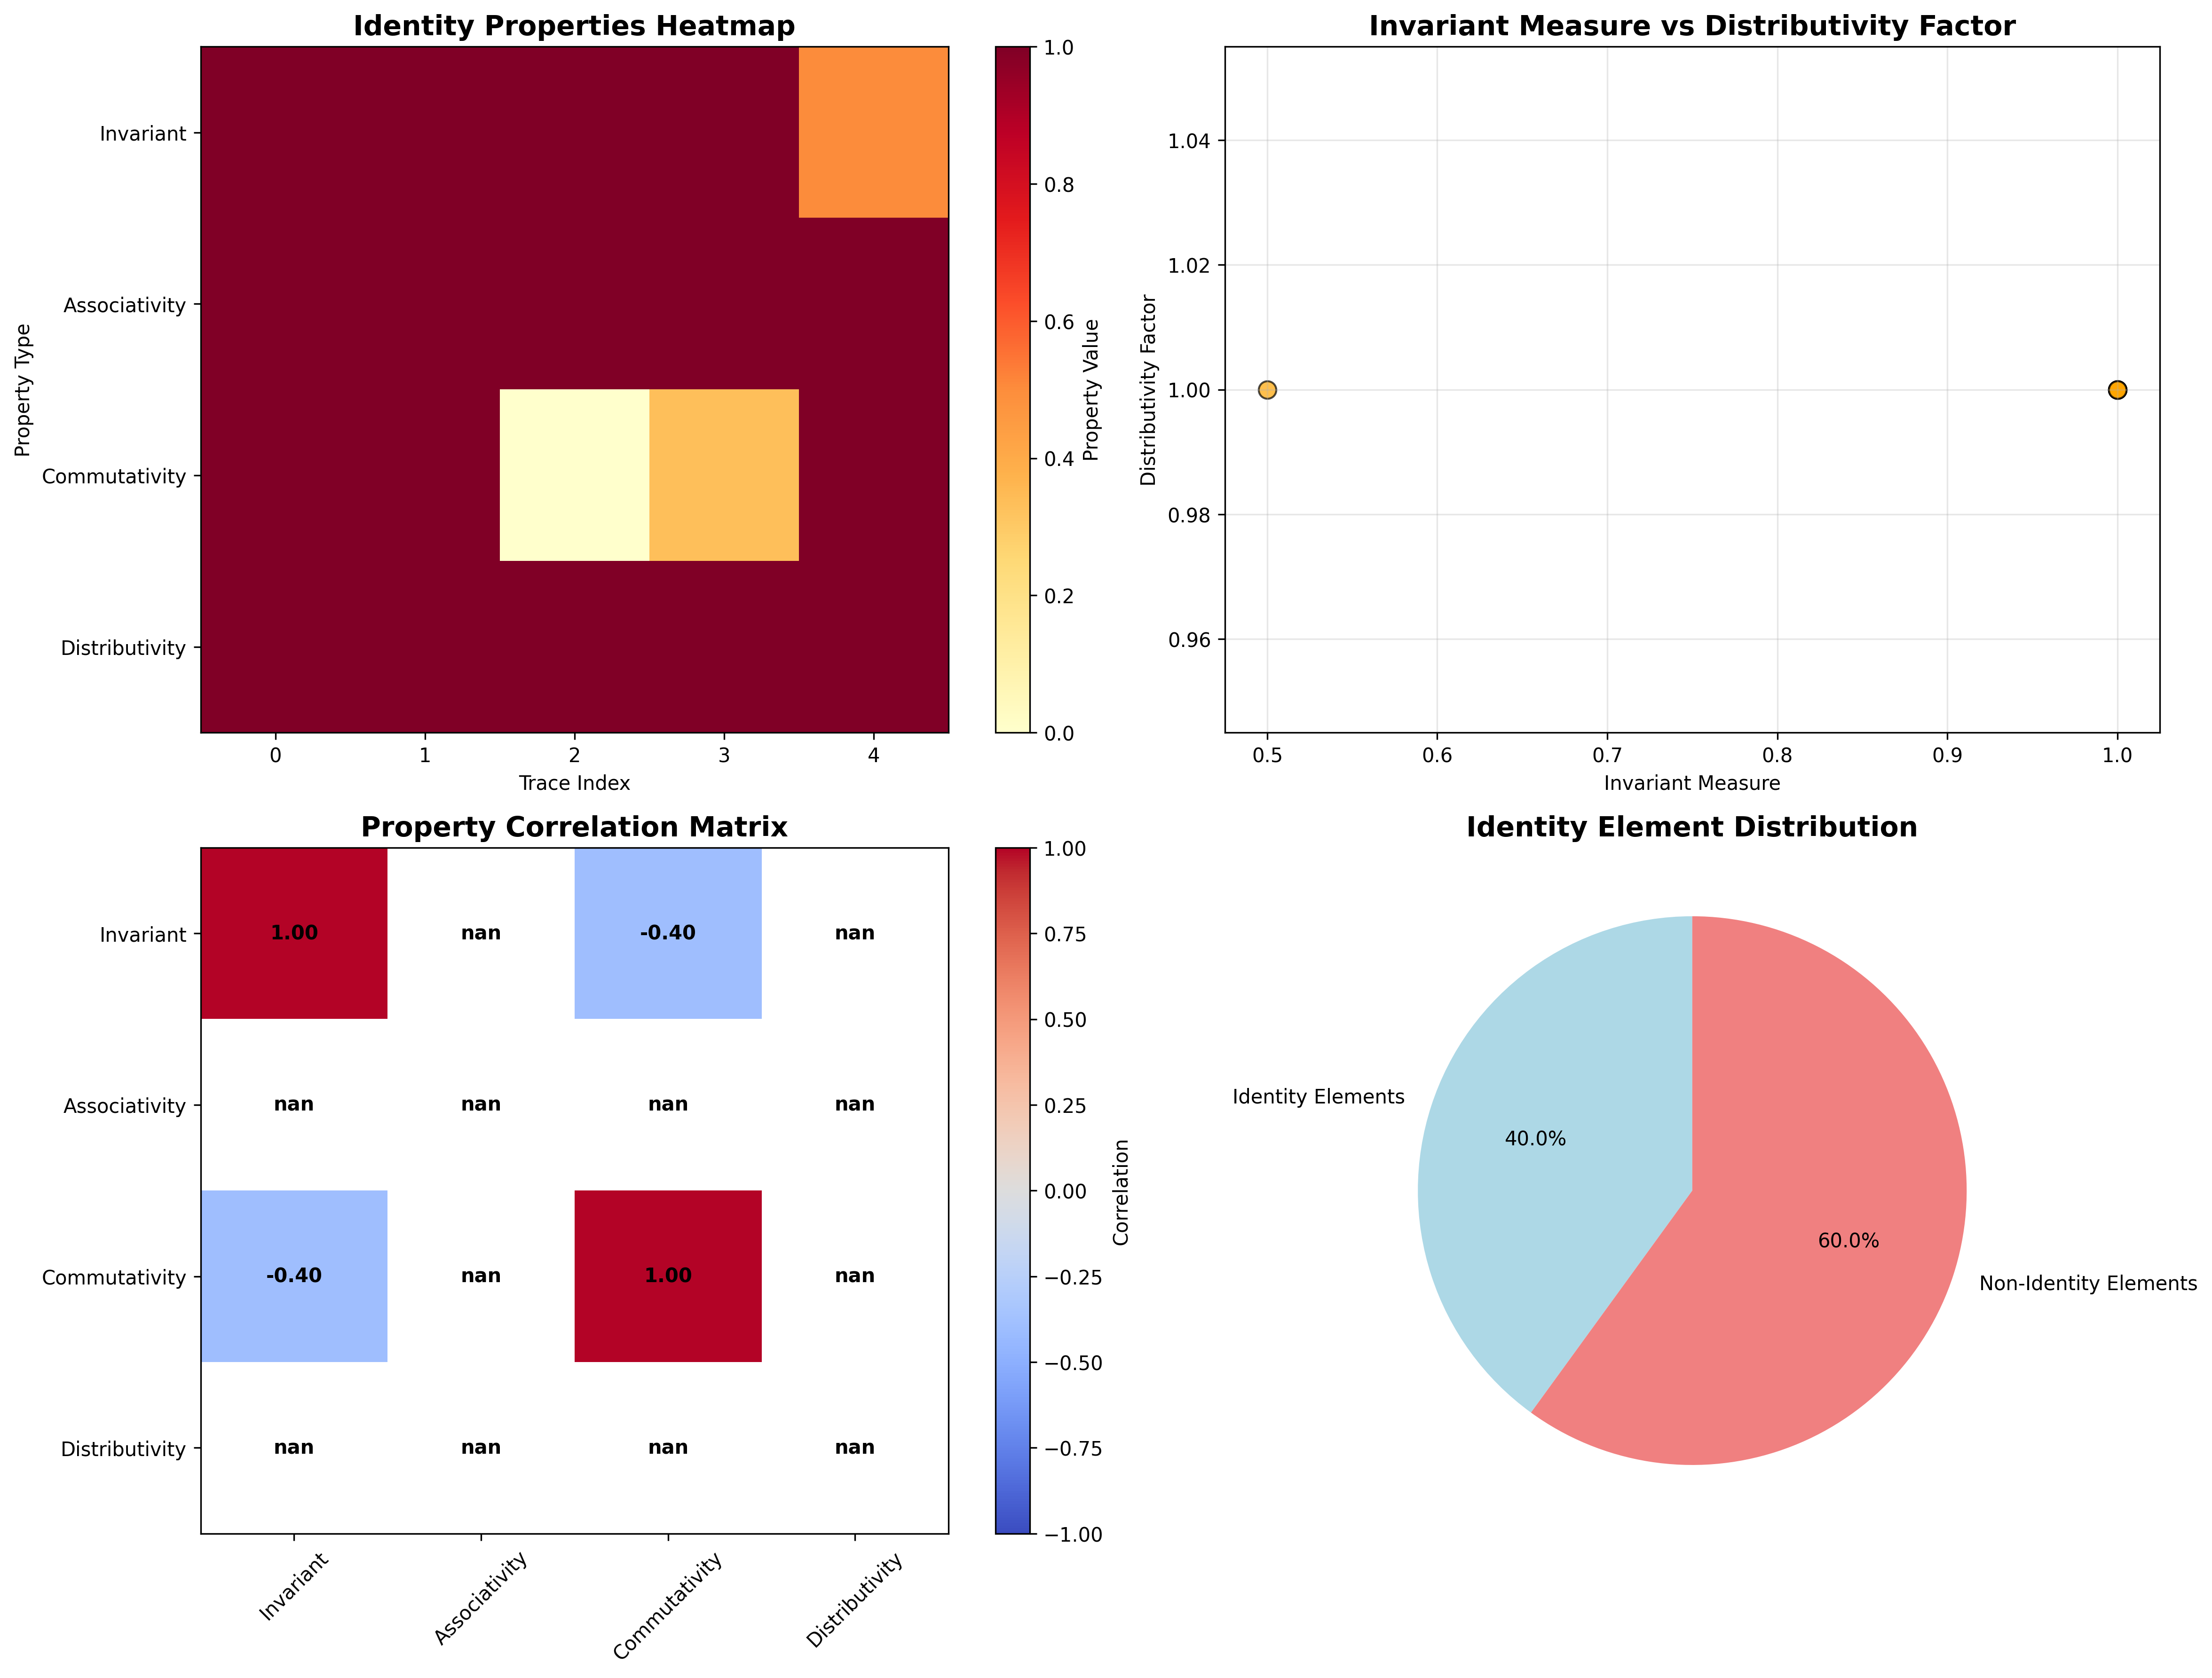 Identity Properties Heatmap
Property Type
Invariant
Associativity
Commutativity
Distributivity
0 1 2 3 4
Trace Index
1.0
0.8
0.6
0.4
0.2
0.0
Property Value
Invariant Measure vs Distributivity Factor
Distributivity Factor
1.04
1.02
1.00
0.98
0.96
0.5 0.6 0.7 0.8 0.9 1.0
Invariant Measure
Property Correlation Matrix
Invariant 1.00 nan -0.40 nan
Associativity nan nan nan nan
Commutativity -0.40 nan 1.00 nan
Distributivity nan nan nan nan
Invariant Associativity Commutativity Distributivity
1.00
0.75
0.50
0.25
0.00
−0.25
−0.50
−0.75
−1.00
Correlation
Identity Element Distribution
Identity Elements
40.0%
60.0%
Non-Identity Elements